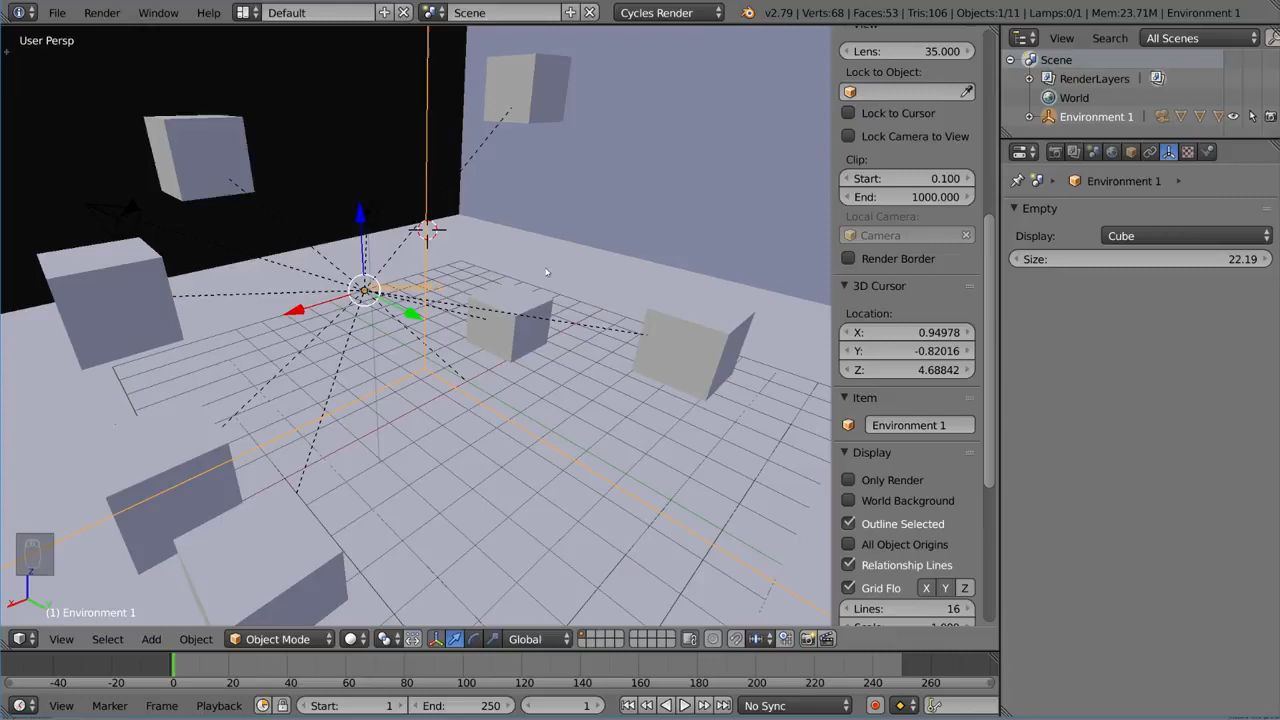 File Render Window Help Default Scene Cycles Render v2.79 | Verts:68 | Faces:53 | Tris:106 | Objects:1/11 | Lamps:0/1 | Mem:23.71M | Environment 1
User Persp
Lens: 35.000
Lock to Object:
Lock to Cursor
Lock Camera to View
Clip:
Start: 0.100
End: 1000.000
Local Camera:
Camera
Render Border
3D Cursor
Location:
X: 0.94978
Y: -0.82016
Z: 4.68842
Item
Environment 1
Display
Only Render
World Background
Outline Selected
All Object Origins
Relationship Lines
Grid Flo X Y Z
Lines: 16
View Search All Scenes
Scene
RenderLayers
World
Environment 1
Environment 1
Empty
Display: Cube
Size: 22.19
z
x y
(1) Environment 1
View Select Add Object Object Mode Global
-40 -20 0 20 40 60 80 100 120 140 160 180 200 220 240 260
View Marker Frame Playback Start: 1 End: 250 1 No Sync